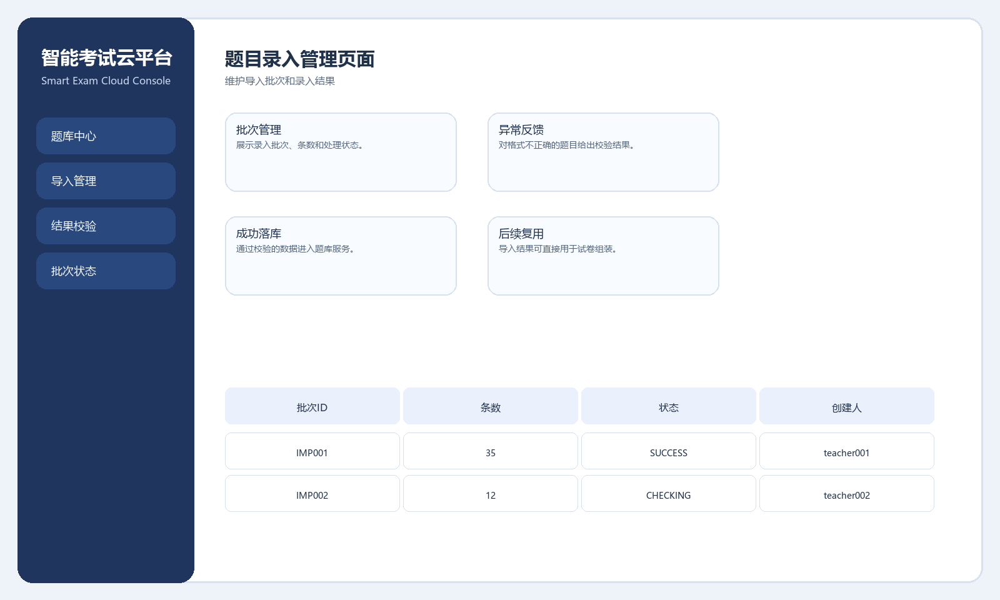 智能考试云平台
Smart Exam Cloud Console
题库中心
导入管理
结果校验
批次状态
题目录入管理页面
维护导入批次和录入结果
批次管理
展示录入批次、条数和处理状态。
异常反馈
对格式不正确的题目给出校验结果。
成功落库
通过校验的数据进入题库服务。
后续复用
导入结果可直接用于试卷组装。
批次ID 条数 状态 创建人
IMP001 35 SUCCESS teacher001
IMP002 12 CHECKING teacher002